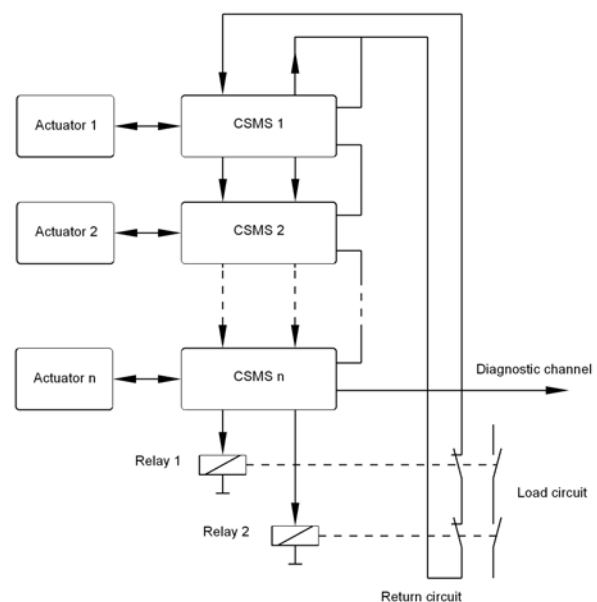 Actuator 1
CSMS 1
Actuator 2
CSMS 2
Actuator n
CSMS n
Diagnostic channel
Relay 1
Load circuit
Relay 2
Return circuit